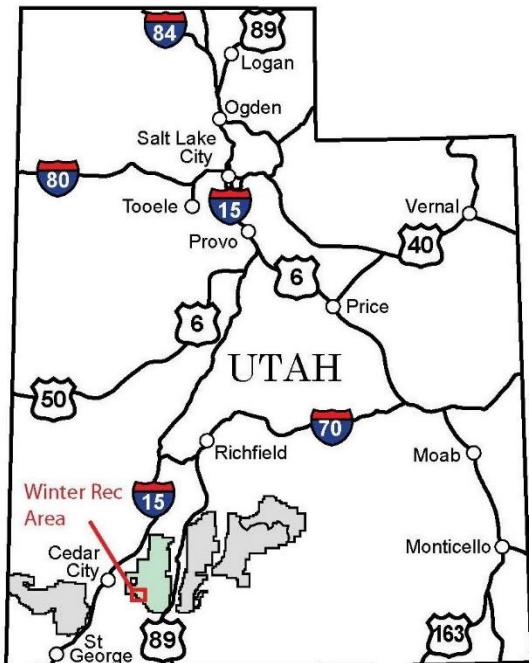 84
89
Logan
Ogden
Salt Lake
City
80
15
Tooele
Vernal
Provo
40
6
6
Price
UTAH
50
70
Richfield
Moab
Winter Rec
Area
15
Cedar
City
Monticello
St
George
89
163